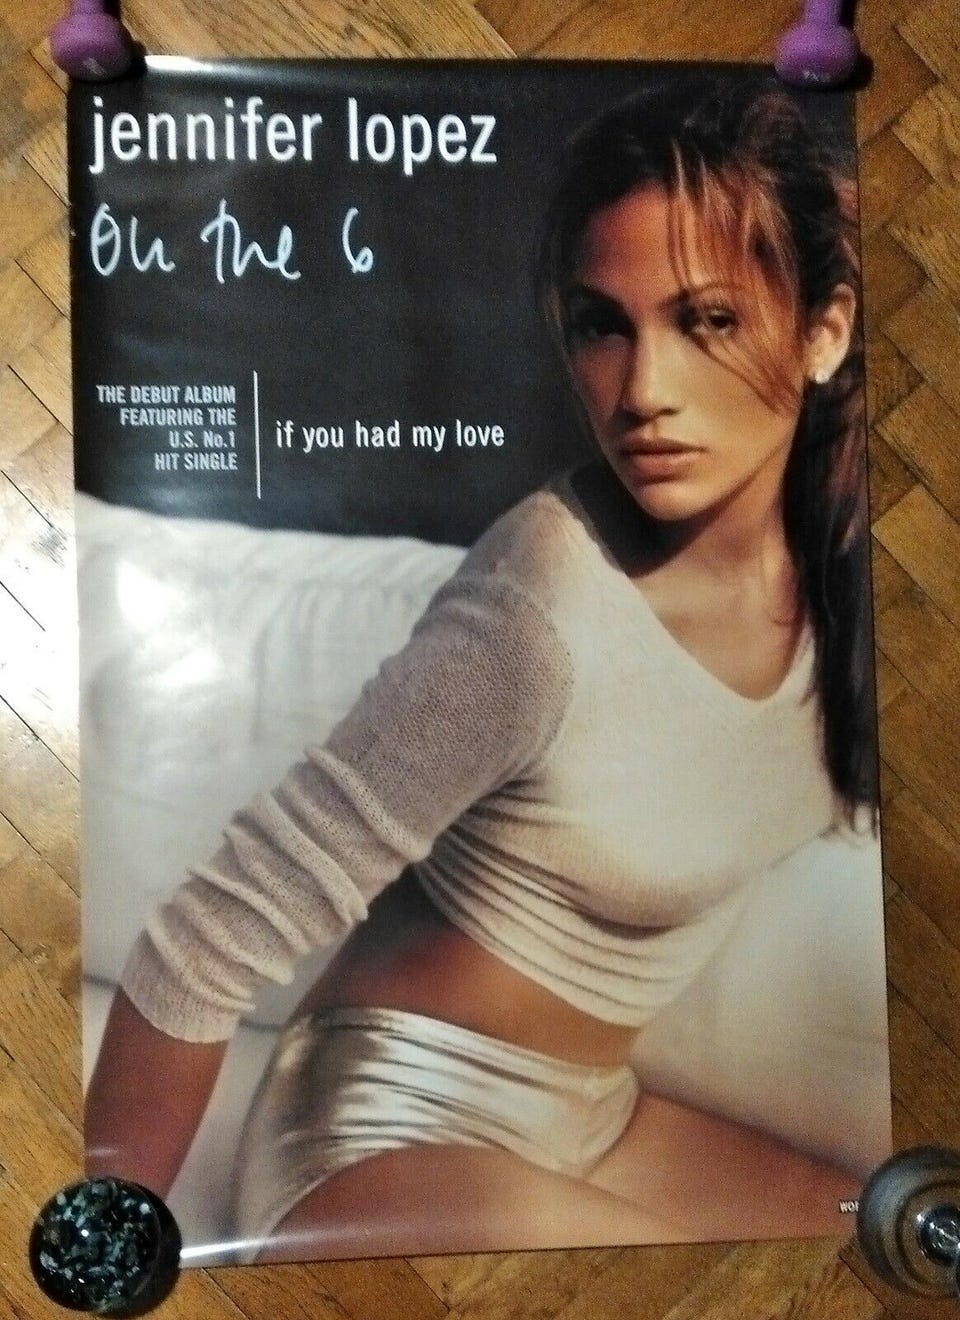 jennifer lopez
On the 6
THE DEBUT ALBUM
FEATURING THE
U.S. No.1
HIT SINGLE
if you had my love